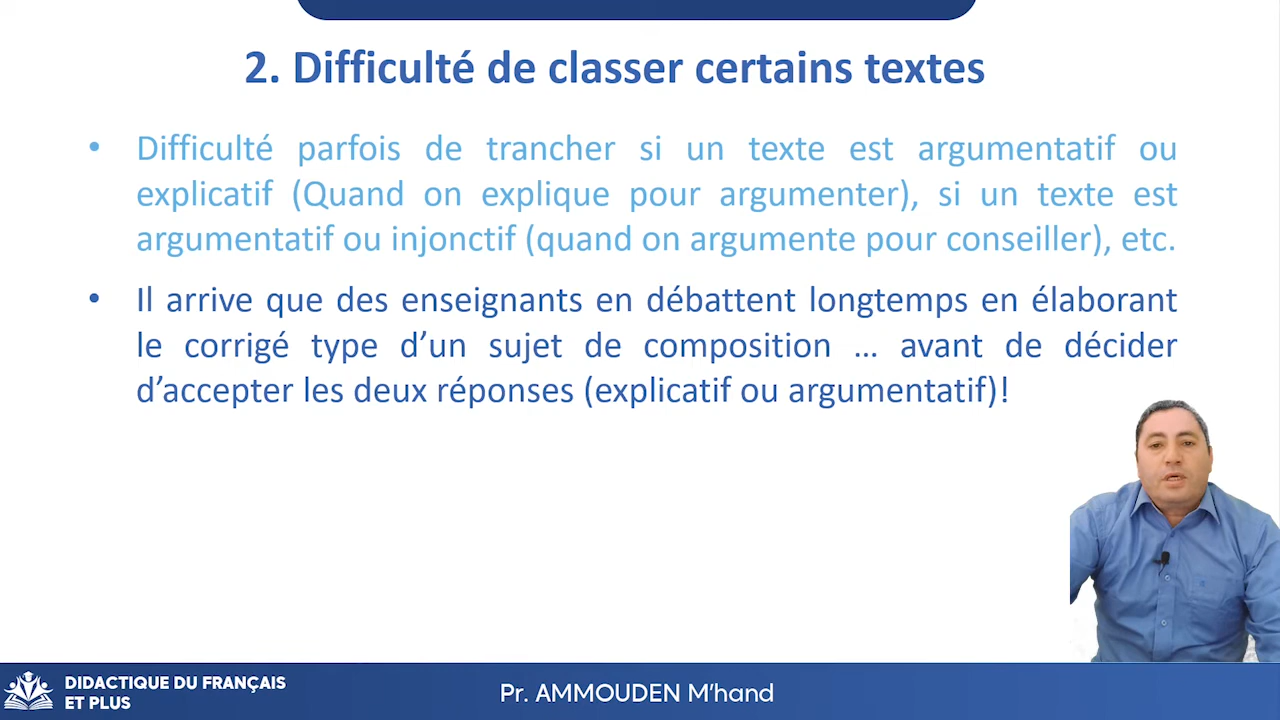 2. Difficulté de classer certains textes
• Difficulté parfois de trancher si un texte est argumentatif ou
explicatif (Quand on explique pour argumenter), si un texte est
argumentatif ou injonctif (quand on argumente pour conseiller), etc.
• Il arrive que des enseignants en débattent longtemps en élaborant
le corrigé type d’un sujet de composition … avant de décider
d’accepter les deux réponses (explicatif ou argumentatif)!
DIDACTIQUE DU FRANÇAIS
ET PLUS
Pr. AMMOUDEN M’hand